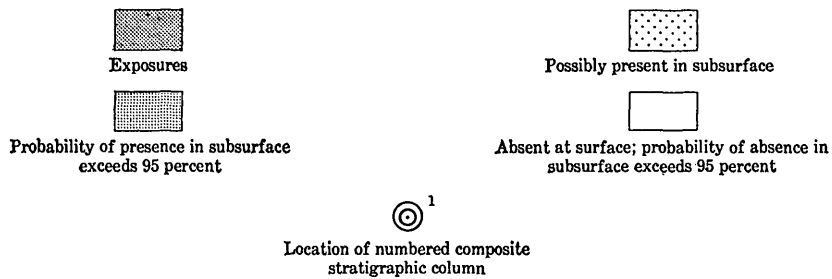 Exposures
Possibly present in subsurface
Probability of presence in subsurface
exceeds 95 percent
Absent at surface; probability of absence in
subsurface exceeds 95 percent
1
Location of numbered composite
stratigraphic column